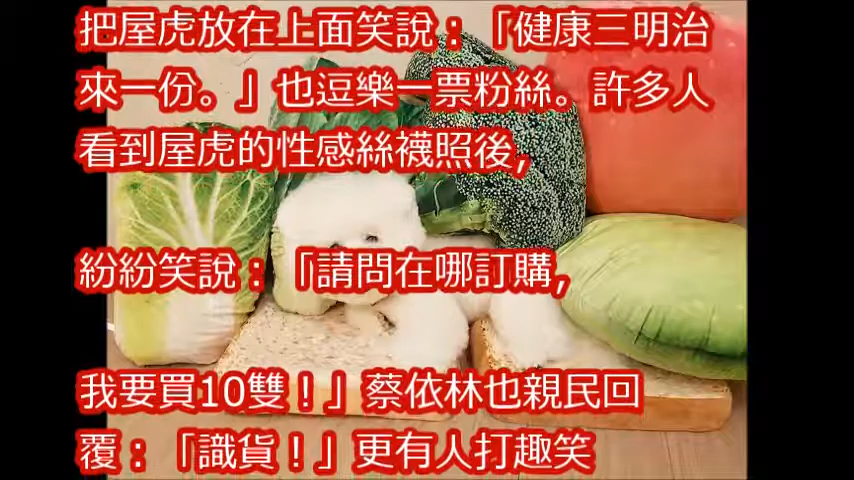 把屋虎放在上面笑說：「健康三明治
來一份。」也逗樂一票粉絲。許多人
看到屋虎的性感絲襪照後，
紛紛笑說：「請問在哪訂購，
我要買10雙！」蔡依林也親民回
覆：「識貨！」更有人打趣笑